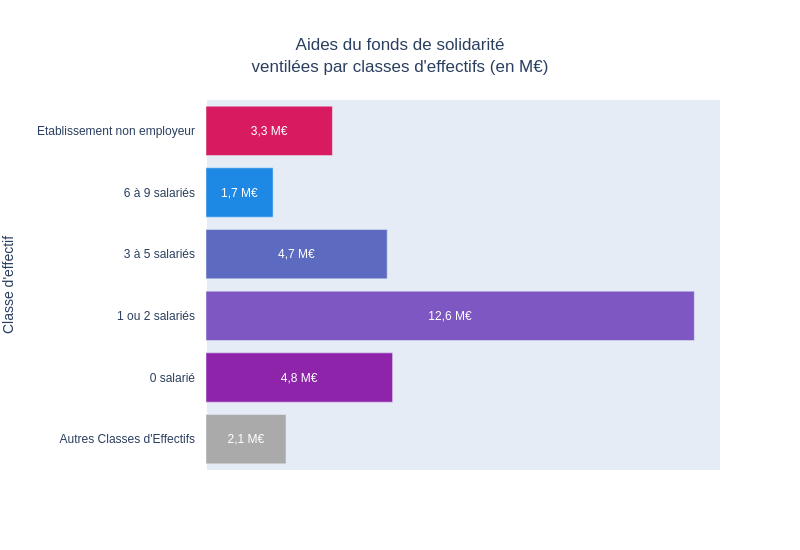 Aides du fonds de solidarité
ventilées par classes d'effectifs (en M€)
Classe d'effectif
Etablissement non employeur
3,3 M€
6 à 9 salariés
1,7 M€
3 à 5 salariés
4,7 M€
1 ou 2 salariés
12,6 M€
0 salarié
4,8 M€
Autres Classes d'Effectifs
2,1 M€